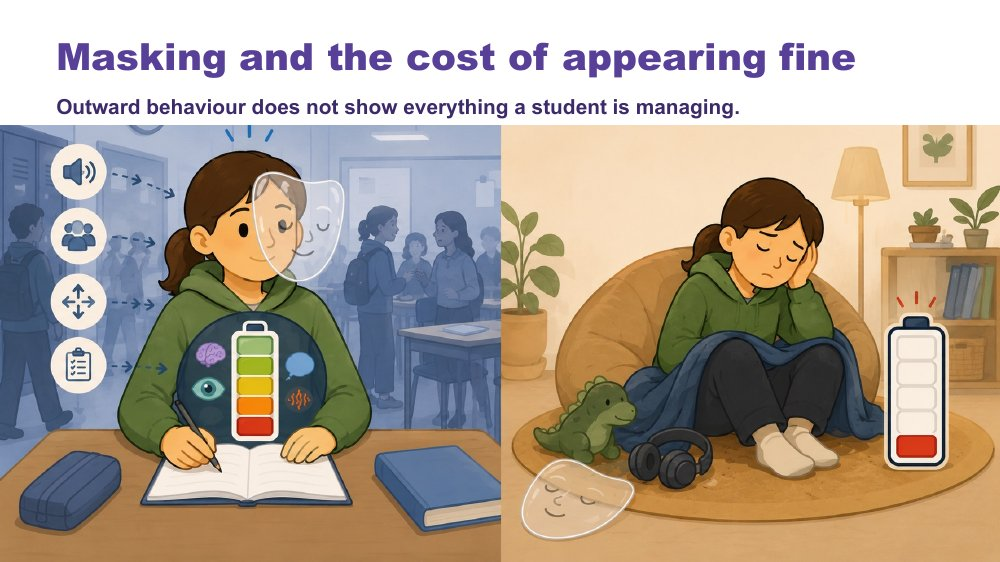 Masking and the cost of appearing fine
Outward behaviour does not show everything a student is managing.